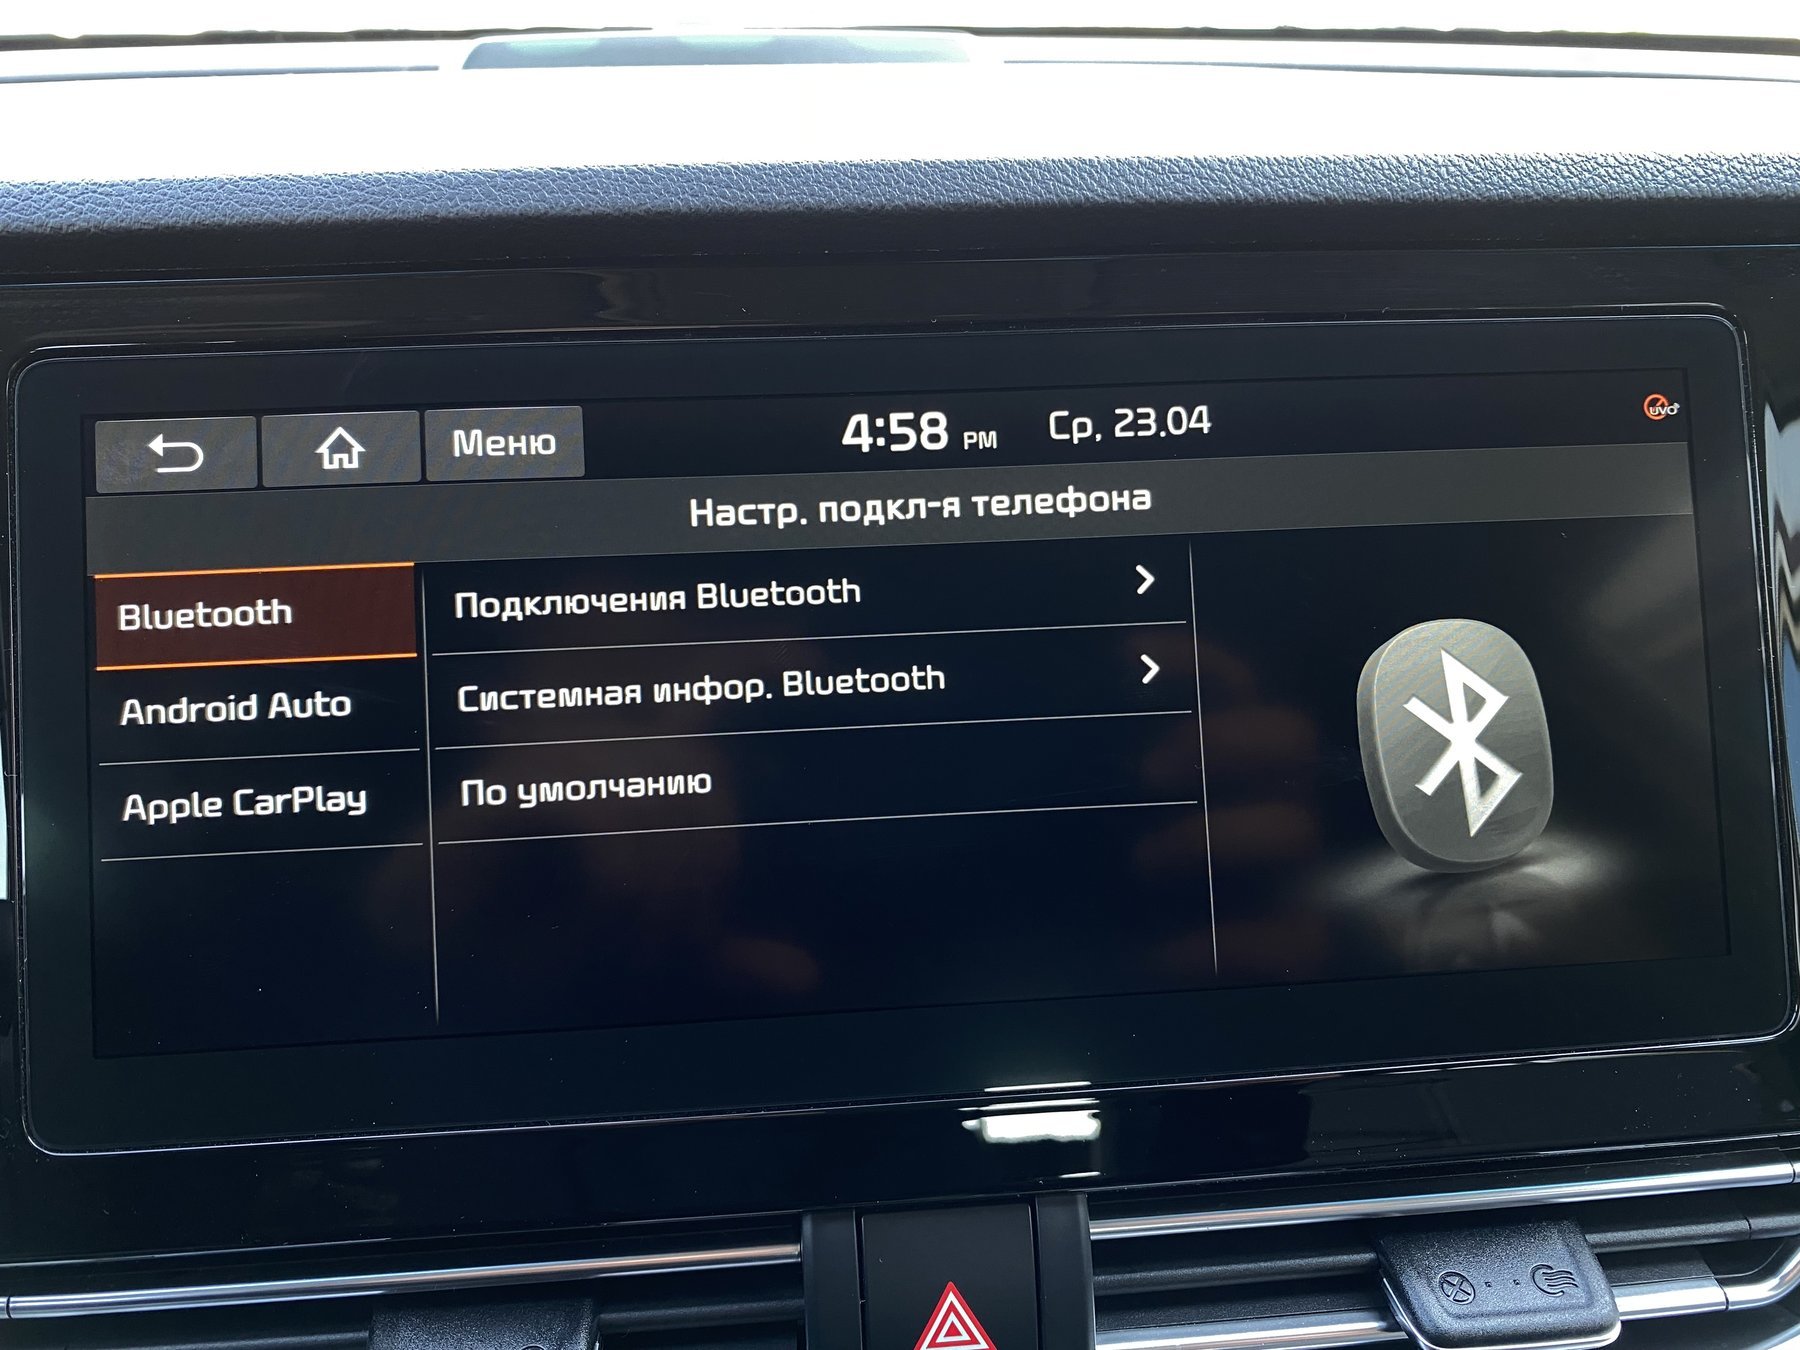 Меню
4:58 PM
Ср, 23.04
UVO
Настр. подкл-я телефона
Bluetooth
Android Auto
Apple CarPlay
Подключения Bluetooth
Системная инфор. Bluetooth
По умолчанию